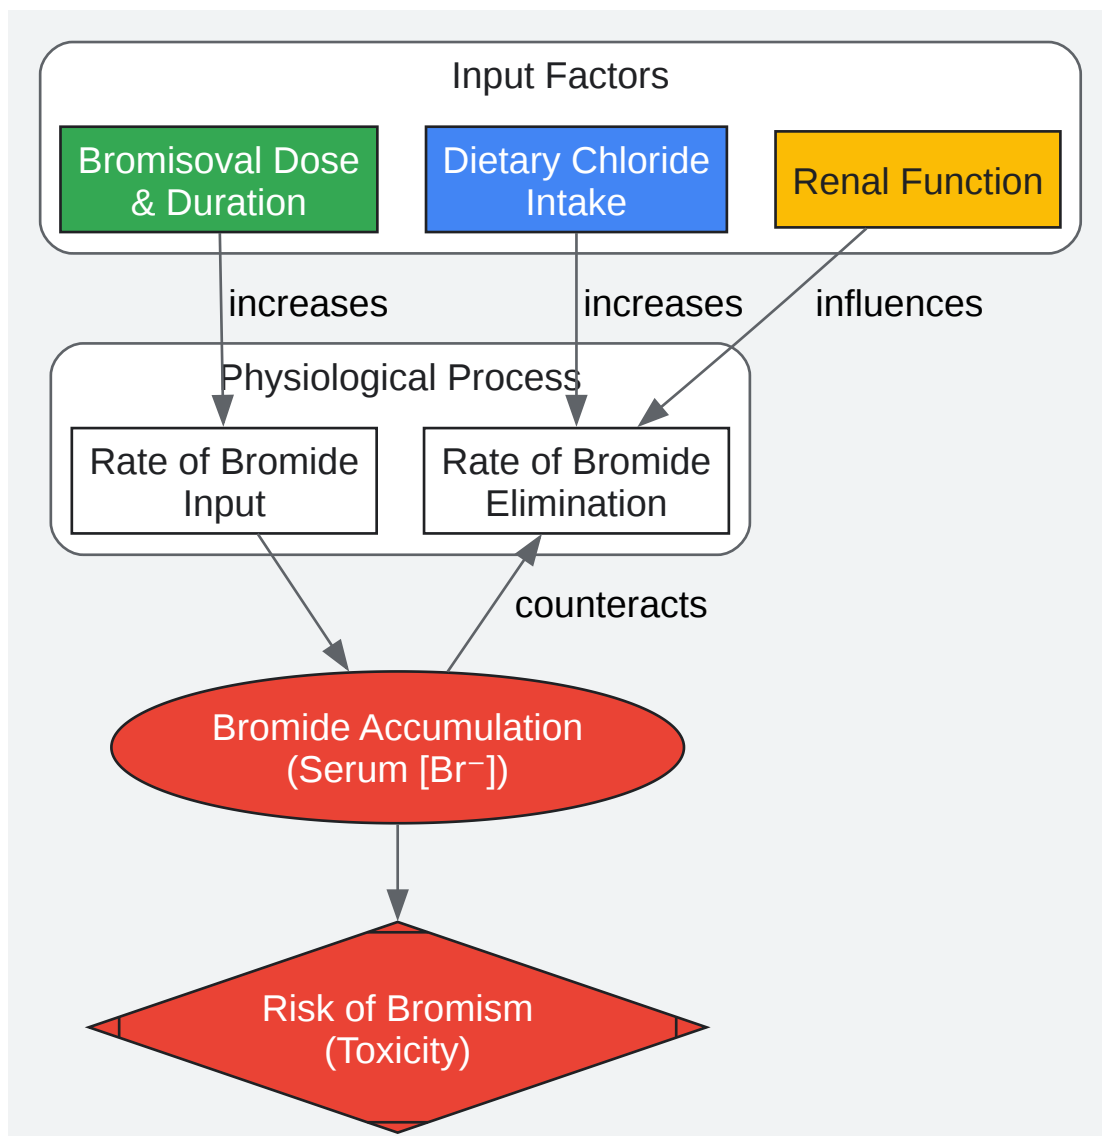 Input Factors
Bromisoval Dose
& Duration
Dietary Chloride
Intake
Renal Function
increases
increases
influences
Physiological Process
Rate of Bromide
Input
Rate of Bromide
Elimination
counteracts
Bromide Accumulation
(Serum [Br⁻])
Risk of Bromism
(Toxicity)